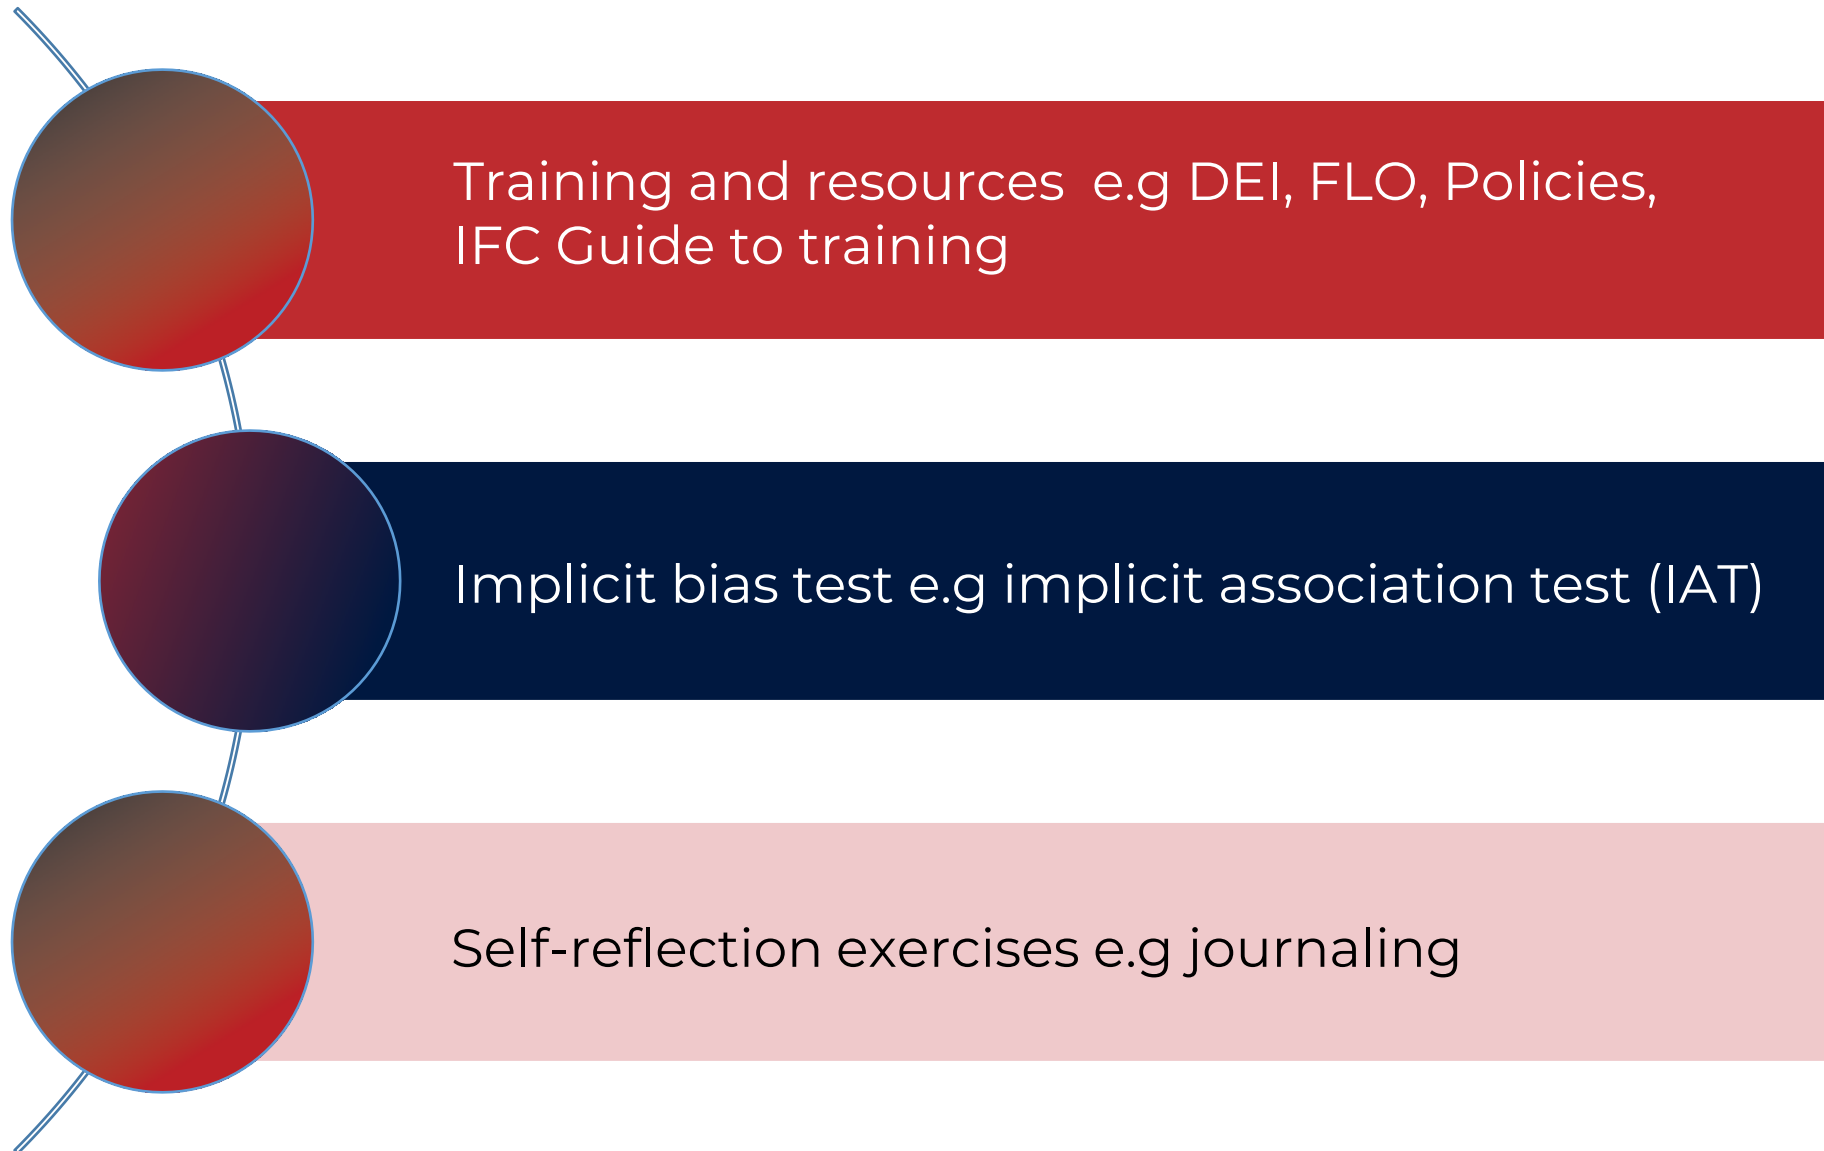 Training and resources  e.g DEI, FLO, Policies,
IFC Guide to training
Implicit bias test e.g implicit association test (IAT)
Self-reflection exercises e.g journaling